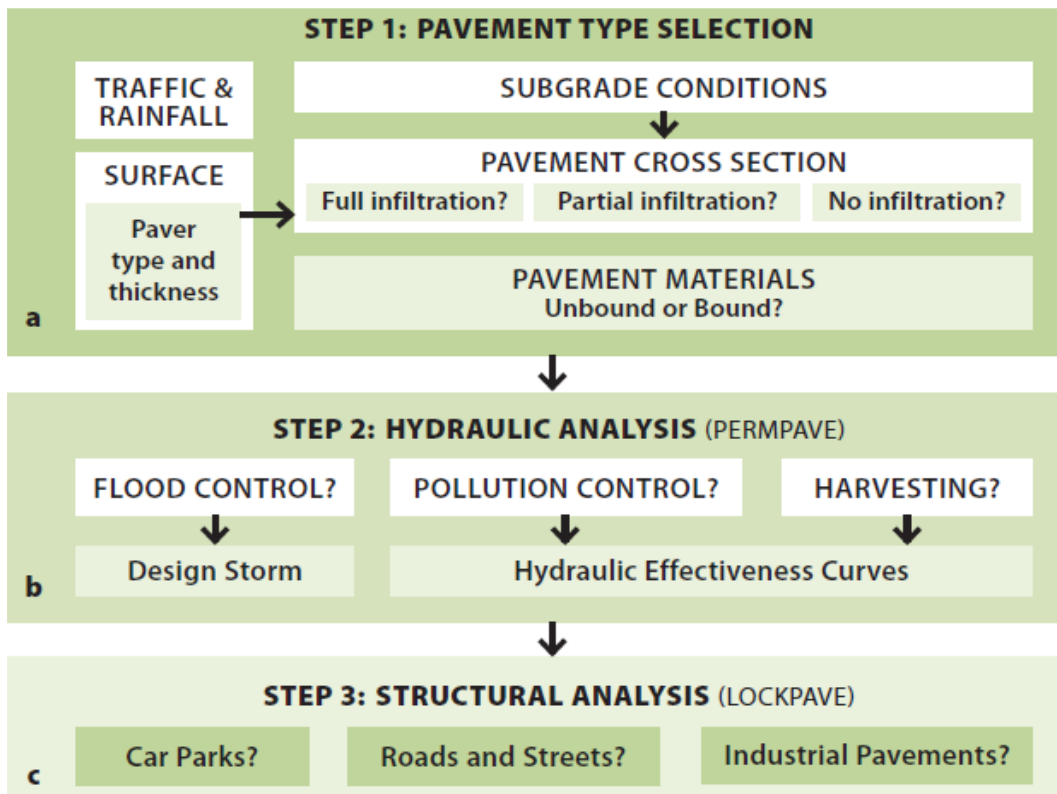 STEP 1: PAVEMENT TYPE SELECTION
TRAFFIC &
RAINFALL
SURFACE
Paver
type and
thickness
SUBGRADE CONDITIONS
PAVEMENT CROSS SECTION
Full infiltration?
Partial infiltration?
No infiltration?
PAVEMENT MATERIALS
Unbound or Bound?
a
STEP 2: HYDRAULIC ANALYSIS (PERMPAVE)
FLOOD CONTROL?
POLLUTION CONTROL?
HARVESTING?
Design Storm
Hydraulic Effectiveness Curves
b
STEP 3: STRUCTURAL ANALYSIS (LOCKPAVE)
Car Parks?
Roads and Streets?
Industrial Pavements?
c